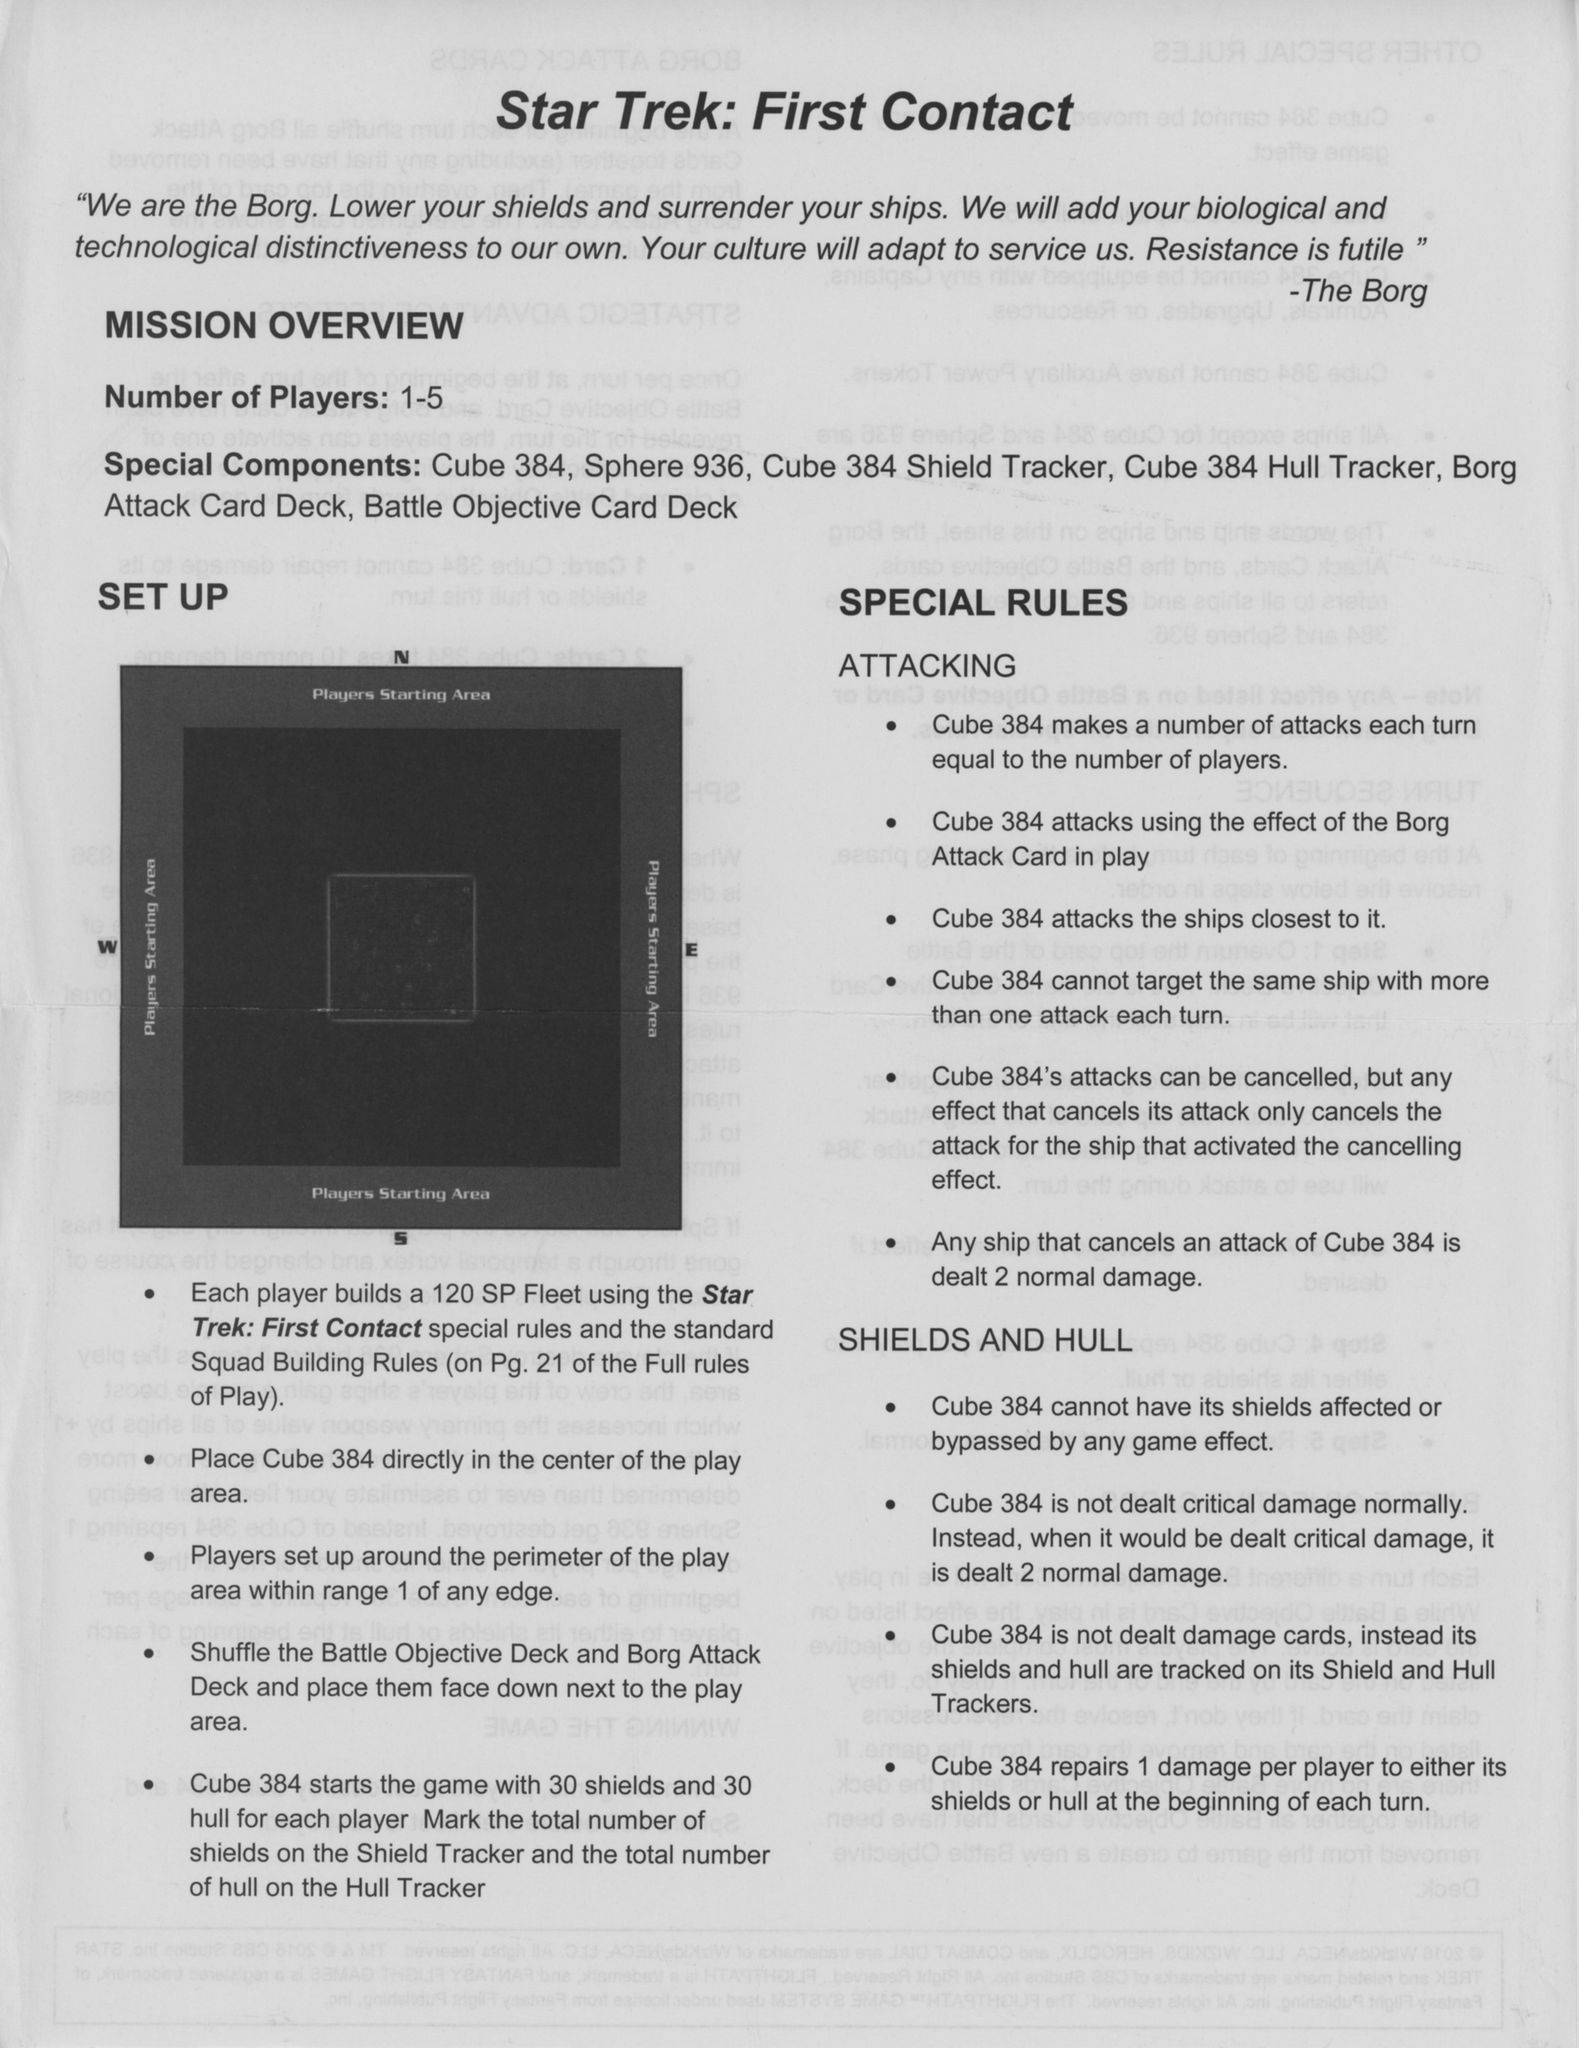 Star Trek: First Contact
“We are the Borg. Lower your shields and surrender your ships. We will add your biological and
technological distinctiveness to our own. Your culture will adapt to service us. Resistance is futile ”
-The Borg
MISSION OVERVIEW
Number of Players: 1-5
Special Components: Cube 384, Sphere 936, Cube 384 Shield Tracker, Cube 384 Hull Tracker, Borg
Attack Card Deck, Battle Objective Card Deck
SET UP
N
Players Starting Area
W
Players Starting Area
Players Starting Area
E
Players Starting Area
S
• Each player builds a 120 SP Fleet using the Star
Trek: First Contact special rules and the standard
Squad Building Rules (on Pg. 21 of the Full rules
of Play).
• Place Cube 384 directly in the center of the play
area.
• Players set up around the perimeter of the play
area within range 1 of any edge.
• Shuffle the Battle Objective Deck and Borg Attack
Deck and place them face down next to the play
area.
• Cube 384 starts the game with 30 shields and 30
hull for each player Mark the total number of
shields on the Shield Tracker and the total number
of hull on the Hull Tracker
SPECIAL RULES
ATTACKING
• Cube 384 makes a number of attacks each turn
equal to the number of players.
• Cube 384 attacks using the effect of the Borg
Attack Card in play
• Cube 384 attacks the ships closest to it.
• Cube 384 cannot target the same ship with more
than one attack each turn.
• Cube 384’s attacks can be cancelled, but any
effect that cancels its attack only cancels the
attack for the ship that activated the cancelling
effect.
• Any ship that cancels an attack of Cube 384 is
dealt 2 normal damage.
SHIELDS AND HULL
• Cube 384 cannot have its shields affected or
bypassed by any game effect.
• Cube 384 is not dealt critical damage normally.
Instead, when it would be dealt critical damage, it
is dealt 2 normal damage.
• Cube 384 is not dealt damage cards, instead its
shields and hull are tracked on its Shield and Hull
Trackers.
• Cube 384 repairs 1 damage per player to either its
shields or hull at the beginning of each turn.